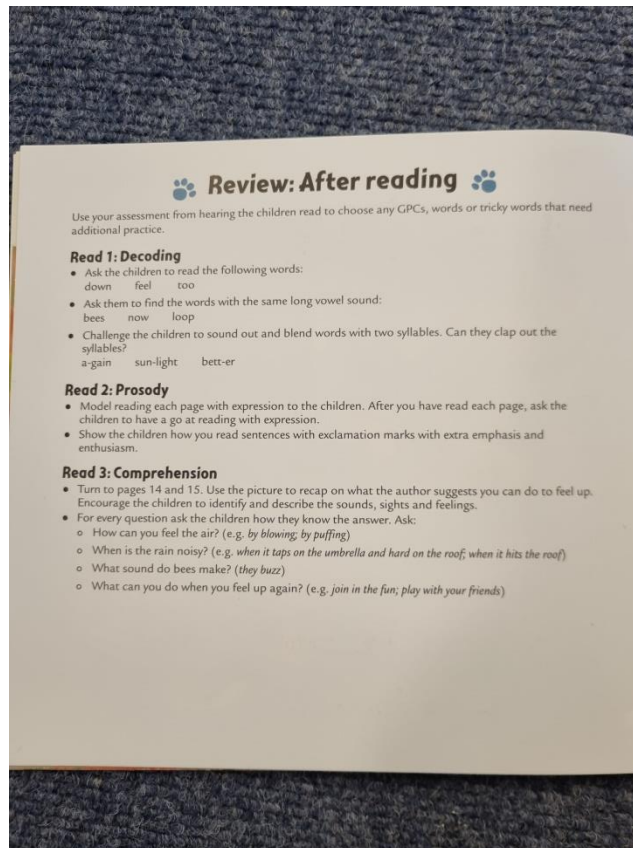 Review: After reading
Use your assessment from hearing the children read to choose any GPCs, words or tricky words that need
additional practice.
Read 1: Decoding
• Ask the children to read the following words:
down feel too
• Ask them to find the words with the same long vowel sound:
bees now loop
• Challenge the children to sound out and blend words with two syllables. Can they clap out the
syllables?
a-gain sun-light bett-er
Read 2: Prosody
• Model reading each page with expression to the children. After you have read each page, ask the
children to have a go at reading with expression.
• Show the children how you read sentences with exclamation marks with extra emphasis and
enthusiasm.
Read 3: Comprehension
• Turn to pages 14 and 15. Use the picture to recap on what the author suggests you can do to feel up.
Encourage the children to identify and describe the sounds, sights and feelings.
• For every question ask the children how they know the answer. Ask:
o How can you feel the air? (e.g. by blowing; by puffing)
o When is the rain noisy? (e.g. when it taps on the umbrella and hard on the roof; when it hits the roof)
o What sound do bees make? (they buzz)
o What can you do when you feel up again? (e.g. join in the fun; play with your friends)